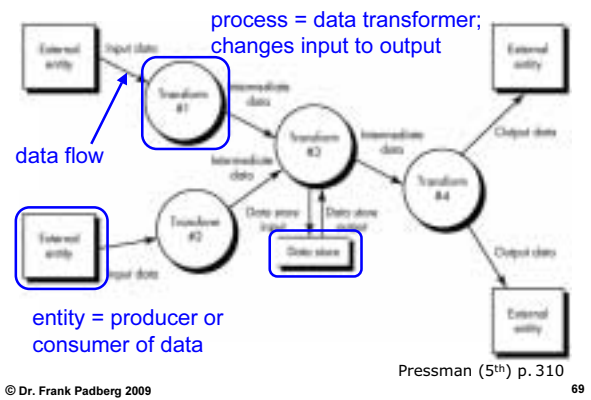 process = data transformer;
changes input to output
External
entity
Input data
External
entity
Transform
#1
Intermediate
data
Transform
#3
Intermediate
data
Output data
data flow
Intermediate
data
Transform
#4
External
entity
Transform
#2
Data store
input
Data store
output
Data store
Input data
Output data
External
entity
entity = producer or
consumer of data
Pressman (5th) p. 310
© Dr. Frank Padberg 2009
69